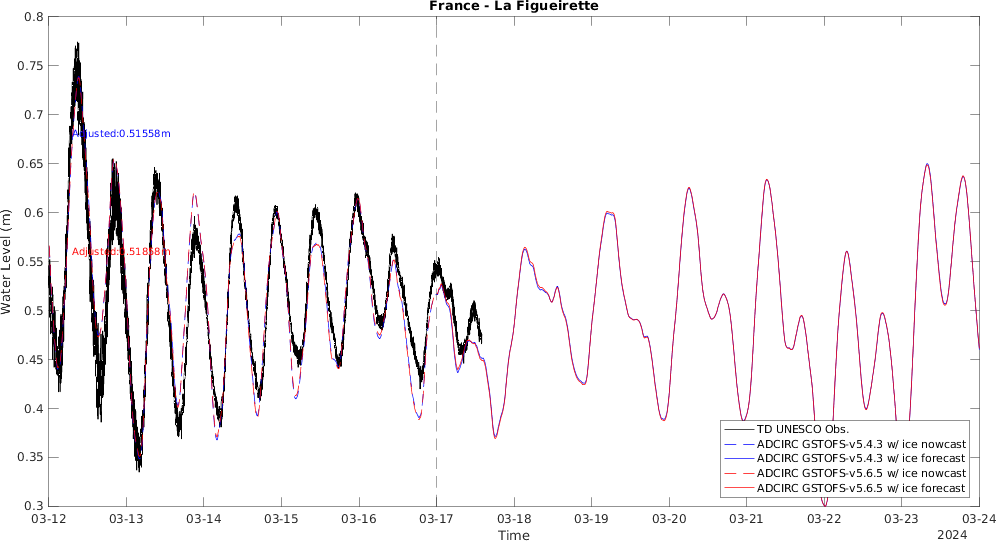 France - La Figueirette
0.8
0.75
0.7
0.65
0.6
0.55
0.5
0.45
0.4
0.35
0.3
Water Level (m)
Adjusted:0.51558m
Adjusted:0.51858m
TD UNESCO Obs.
ADCIRC GSTOFS-v5.4.3 w/ ice nowcast
ADCIRC GSTOFS-v5.4.3 w/ ice forecast
ADCIRC GSTOFS-v5.6.5 w/ ice nowcast
ADCIRC GSTOFS-v5.6.5 w/ ice forecast
03-12 03-13 03-14 03-15 03-16 03-17 03-18 03-19 03-20 03-21 03-22 03-23 03-24
Time
2024